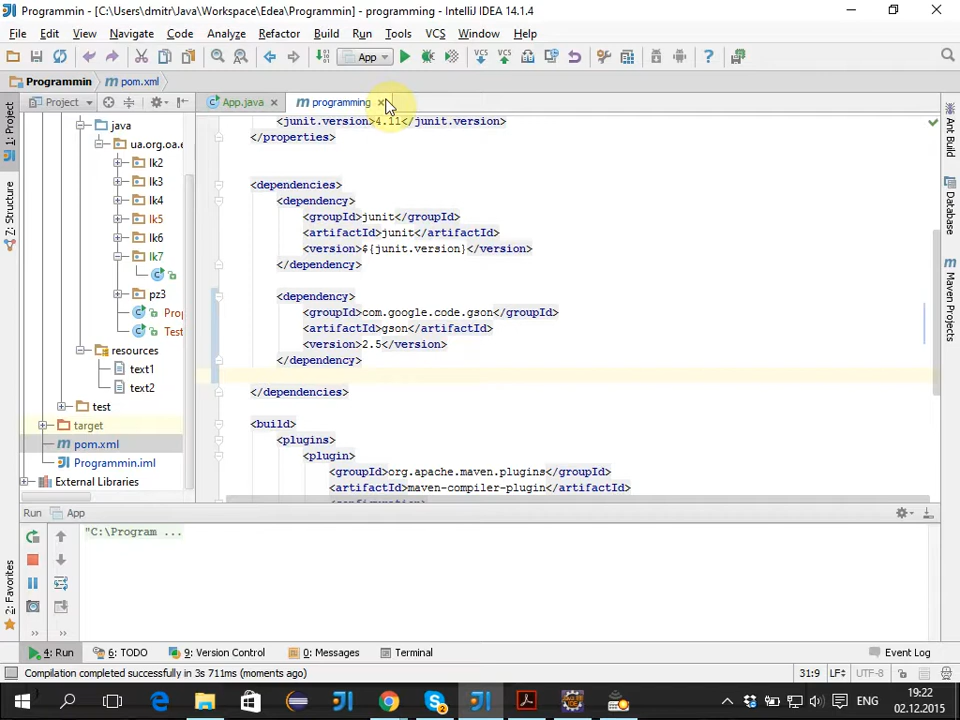 Programmin - [C:\Users\dmitr\Java\Workspace\Edea\Programmin] - programming - IntelliJ IDEA 14.1.4
File Edit View Navigate Code Analyze Refactor Build Run Tools VCS Window Help
App
Programmin pom.xml
Project
App.java
programming
1: Project
7: Structure
2: Favorites
java
ua.org.oa.e
lk2
lk3
lk4
lk5
lk6
lk7
pz3
Prop
Test
resources
text1
text2
test
target
pom.xml
Programmin.iml
External Libraries
<junit.version>4.11</junit.version>
</properties>
<dependencies>
<dependency>
<groupId>junit</groupId>
<artifactId>junit</artifactId>
<version>${junit.version}</version>
</dependency>
<dependency>
<groupId>com.google.code.gson</groupId>
<artifactId>gson</artifactId>
<version>2.5</version>
</dependency>
</dependencies>
<build>
<plugins>
<plugin>
<groupId>org.apache.maven.plugins</groupId>
<artifactId>maven-compiler-plugin</artifactId>
Ant Build
Database
Maven Projects
Run App
"C:\Program ...
4: Run 6: TODO 9: Version Control 0: Messages Terminal Event Log
Compilation completed successfully in 3s 711ms (moments ago) 31:9 LF UTF-8
ENG
19:22
02.12.2015